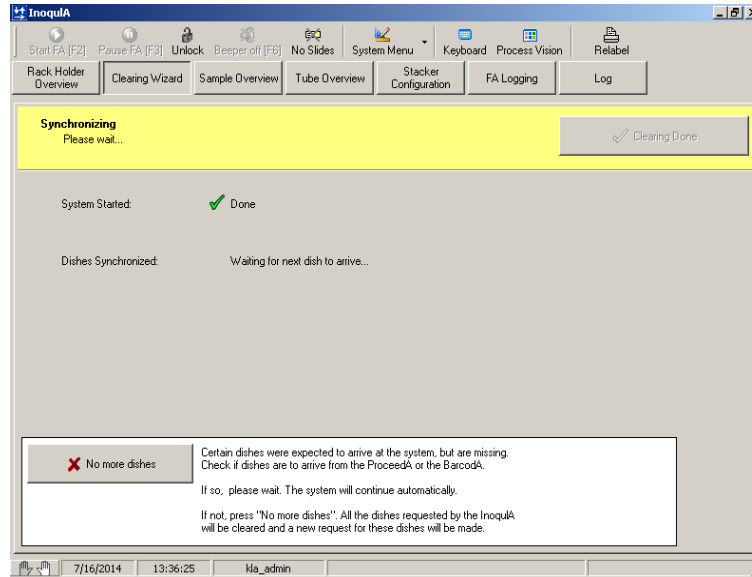 InoqulA
Start FA [F2] Pause FA [F3] Unlock Beeper off [F6] No Slides System Menu Keyboard Process Vision Relabel
Rack Holder Overview Clearing Wizard Sample Overview Tube Overview Stacker Configuration FA Logging Log
Synchronizing
Please wait...
Clearing Done
System Started: Done
Dishes Synchronized: Waiting for next dish to arrive...
No more dishes
Certain dishes were expected to arrive at the system, but are missing.
Check if dishes are to arrive from the ProceedA or the BarcodA.
If so, please wait. The system will continue automatically.
If not, press "No more dishes". All the dishes requested by the InoqulA
will be cleared and a new request for these dishes will be made.
7/16/2014 13:36:25 kla_admin